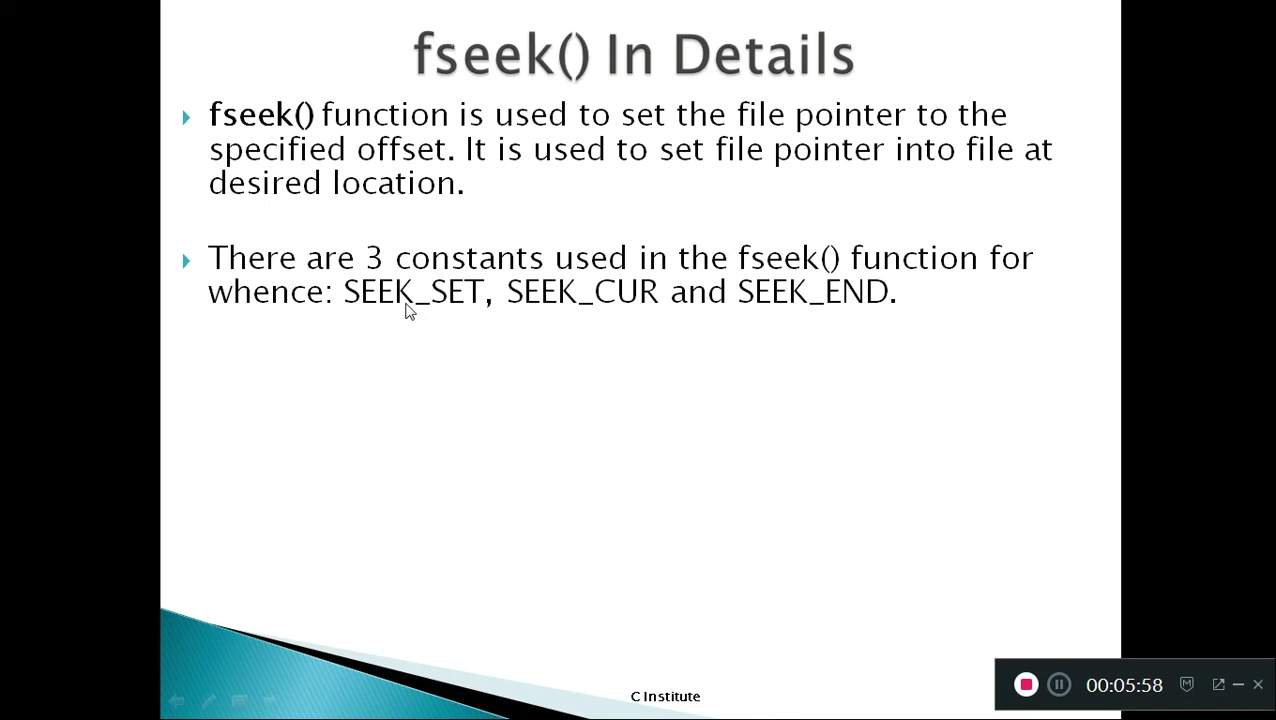 fseek() In Details
fseek() function is used to set the file pointer to the
specified offset. It is used to set file pointer into file at
desired location.
There are 3 constants used in the fseek() function for
whence: SEEK_SET, SEEK_CUR and SEEK_END.
C Institute
00:05:58